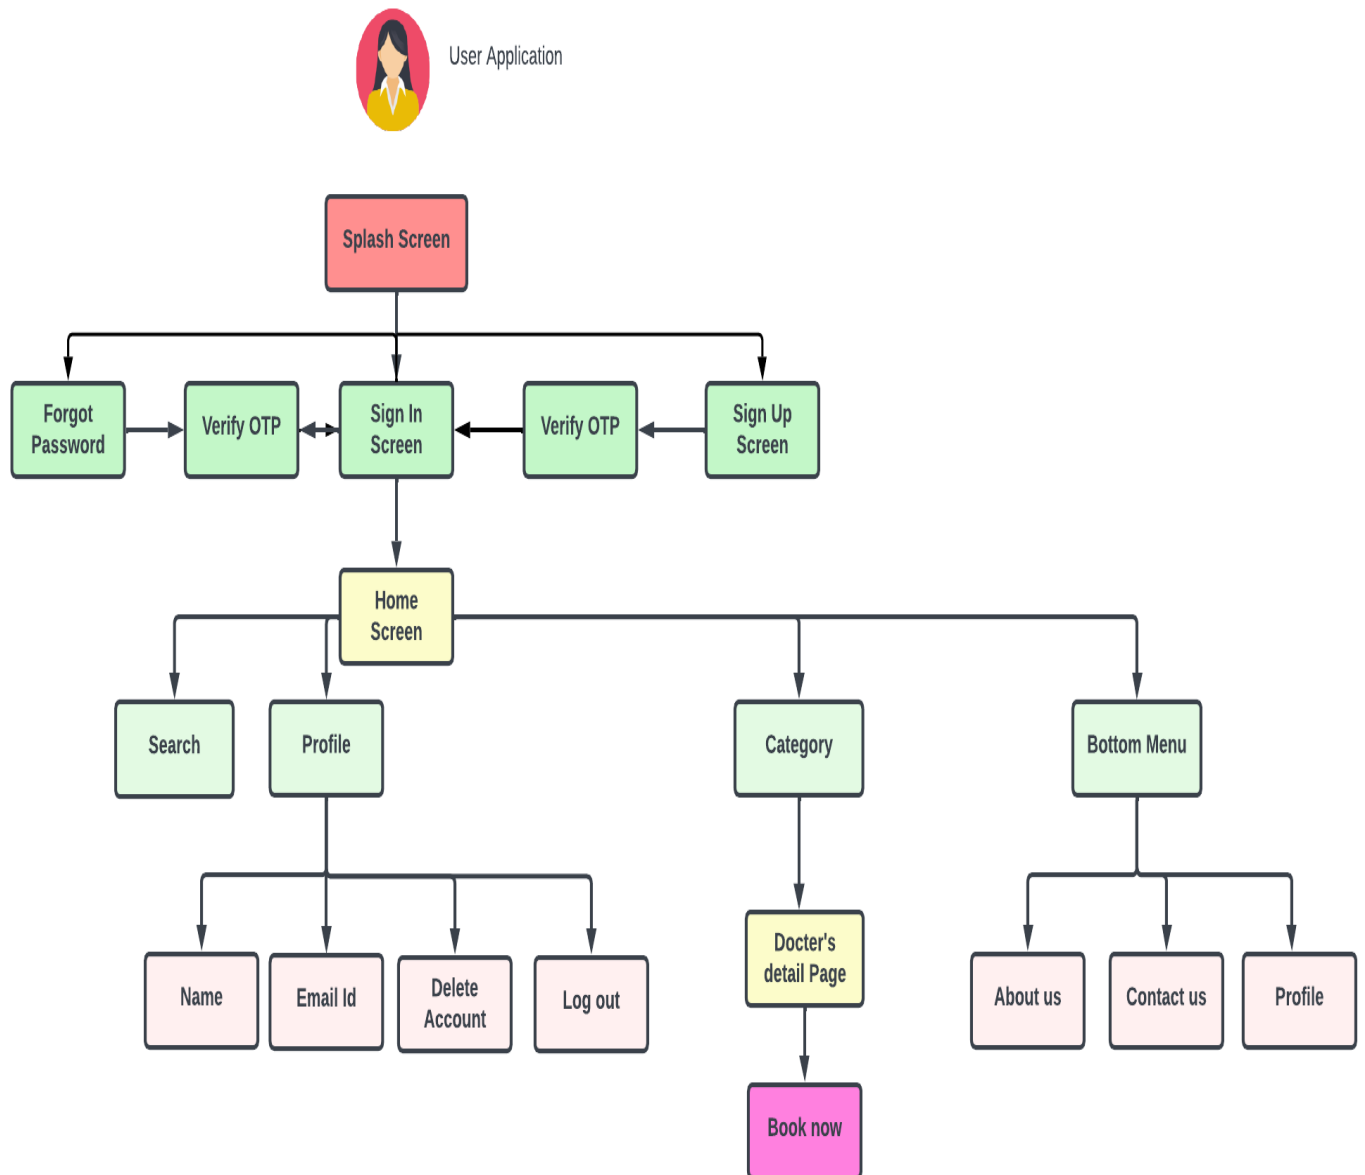 User Application
Splash Screen
Forgot
Password
Verify OTP
Sign In
Screen
Verify OTP
Sign Up
Screen
Home
Screen
Search
Profile
Category
Bottom Menu
Name
Email Id
Delete
Account
Log out
Docter's
detail Page
About us
Contact us
Profile
Book now